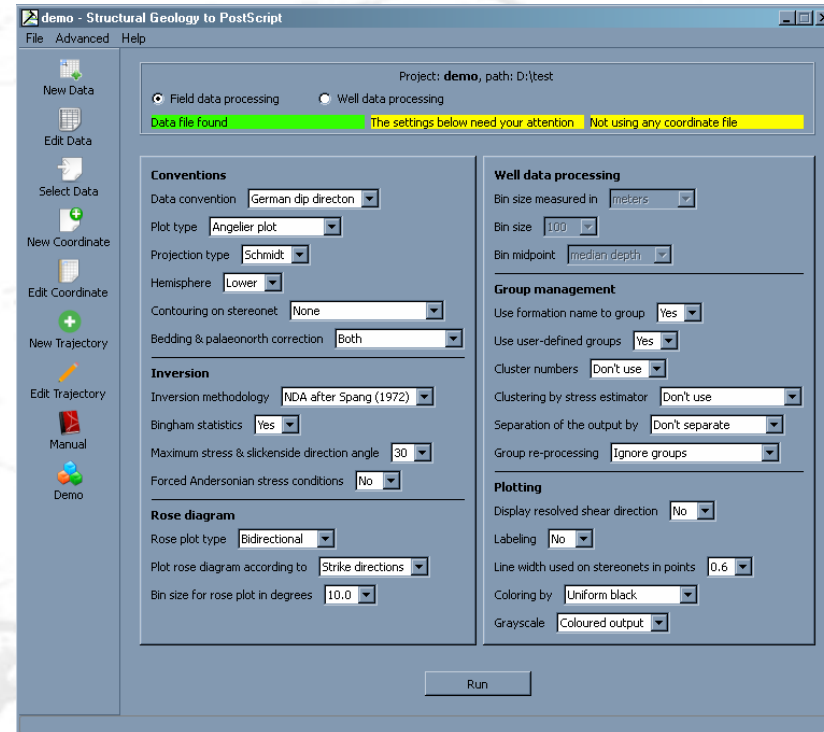 demo - Structural Geology to PostScript
File Advanced Help
New Data
Edit Data
Select Data
New Coordinate
Edit Coordinate
New Trajectory
Edit Trajectory
Manual
Demo
Project: demo, path: D:\test
Field data processing Well data processing
Data file found The settings below need your attention Not using any coordinate file
Conventions
Data convention German dip directon
Plot type Angelier plot
Projection type Schmidt
Hemisphere Lower
Contouring on stereonet None
Bedding & palaeonorth correction Both
Inversion
Inversion methodology NDA after Spang (1972)
Bingham statistics Yes
Maximum stress & slickenside direction angle 30
Forced Andersonian stress conditions No
Rose diagram
Rose plot type Bidirectional
Plot rose diagram according to Strike directions
Bin size for rose plot in degrees 10.0
Well data processing
Bin size measured in meters
Bin size 100
Bin midpoint median depth
Group management
Use formation name to group Yes
Use user-defined groups Yes
Cluster numbers Don't use
Clustering by stress estimator Don't use
Separation of the output by Don't separate
Group re-processing Ignore groups
Plotting
Display resolved shear direction No
Labeling No
Line width used on stereonets in points 0.6
Coloring by Uniform black
Grayscale Coloured output
Run